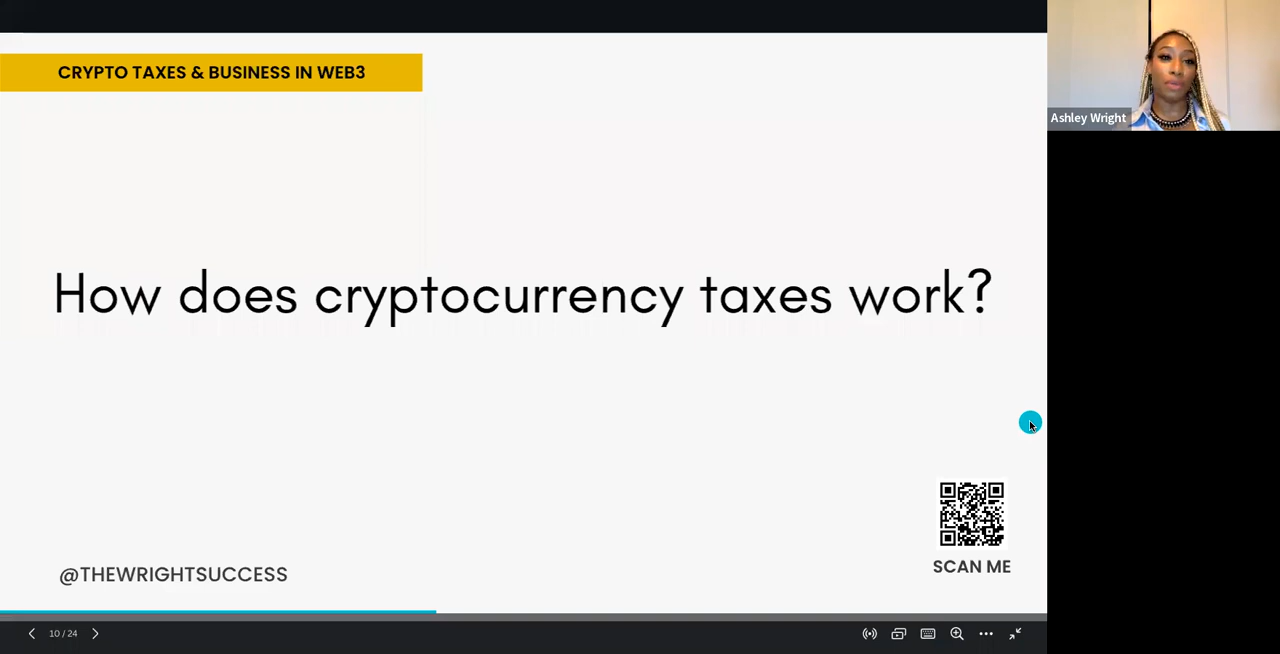 CRYPTO TAXES & BUSINESS IN WEB3
Ashley Wright
How does cryptocurrency taxes work?
SCAN ME
@THEWRIGHTSUCCESS
10 / 24